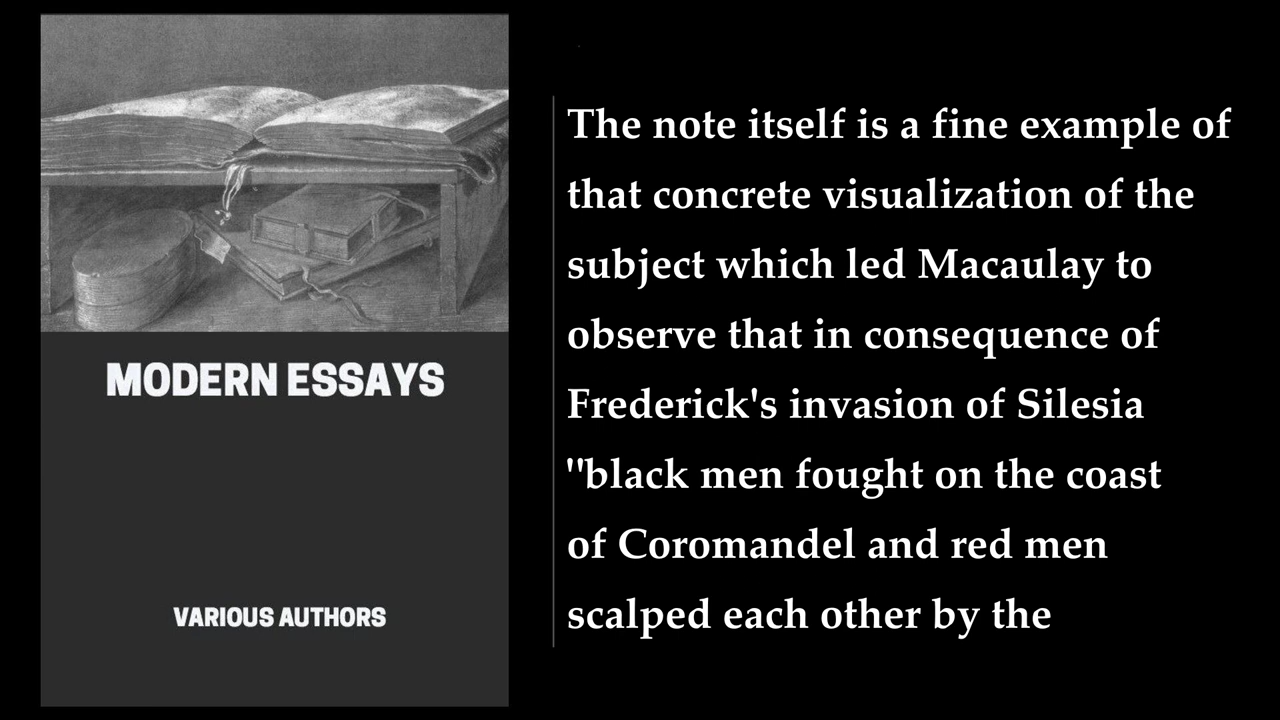 MODERN ESSAYS
VARIOUS AUTHORS
The note itself is a fine example of
that concrete visualization of the
subject which led Macaulay to
observe that in consequence of
Frederick's invasion of Silesia
"black men fought on the coast
of Coromandel and red men
scalped each other by the